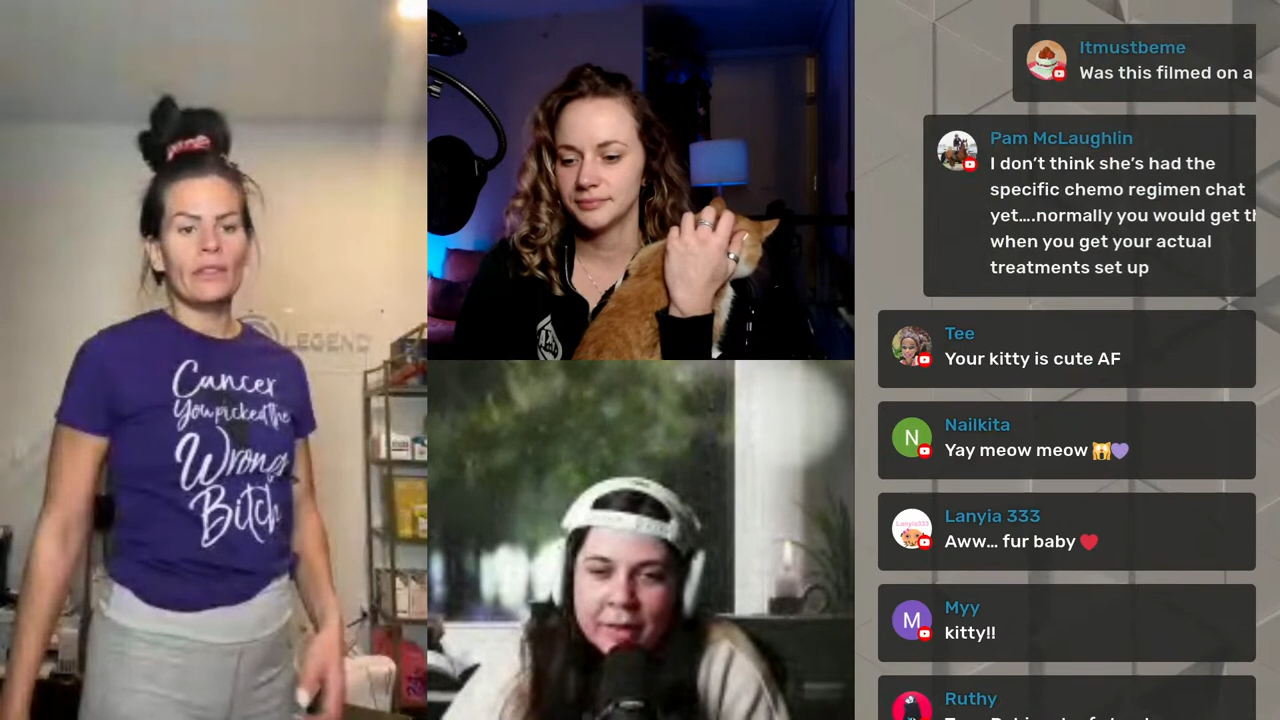 LEGEND
Cancer
You picked the
Wrong
Bitch
Itmustbeme
Was this filmed on a
Pam McLaughlin
I don't think she's had the
specific chemo regimen chat
yet....normally you would get th
when you get your actual
treatments set up
Tee
Your kitty is cute AF
N
Nailkita
Yay meow meow 🙀💜
Lanyia333
Lanyia 333
Aww... fur baby ❤️
M
Myy
kitty!!
Ruthy